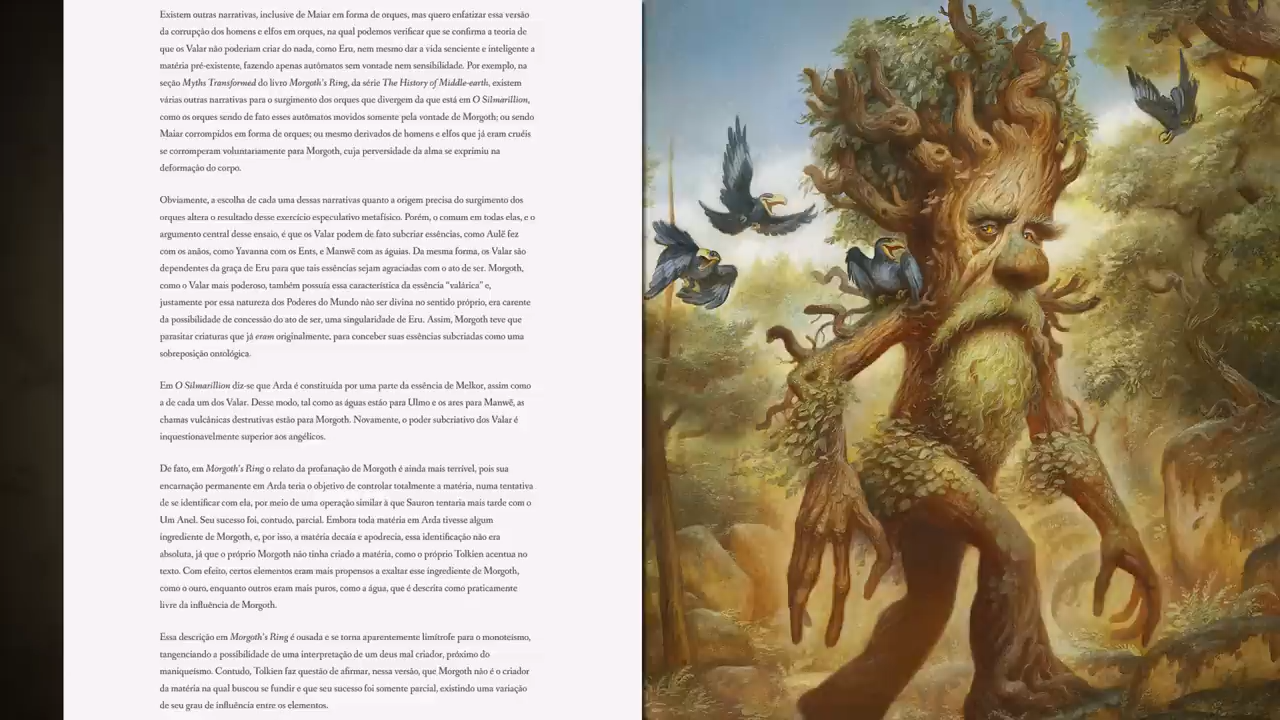 Existem outras narrativas, inclusive de Maiar em forma de orques, mas quero enfatizar essa versão
da corrupção dos homens e elfos em orques, na qual podemos verificar que se confirma a teoria de
que os Valar não poderiam criar do nada, como Eru, nem mesmo dar a vida senciente e inteligente a
matéria pré-existente, fazendo apenas autômatos sem vontade nem sensibilidade. Por exemplo, na
seção Myths Transformed do livro Morgoth's Ring, da série The History of Middle-earth, existem
várias outras narrativas para o surgimento dos orques que divergem da que está em O Silmarillion,
como os orques sendo de fato esses autômatos movidos somente pela vontade de Morgoth; ou sendo
Maiar corrompidos em forma de orques; ou mesmo derivados de homens e elfos que já eram cruéis
se corromperam voluntariamente para Morgoth, cuja perversidade da alma se exprimiu na
deformação do corpo.
Obviamente, a escolha de cada uma dessas narrativas quanto a origem precisa do surgimento dos
orques altera o resultado desse exercício especulativo metafísico. Porém, o comum em todas elas, e o
argumento central desse ensaio, é que os Valar podem de fato subcriar essências, como Aulë fez
com os anãos, como Yavanna com os Ents, e Manwë com as águias. Da mesma forma, os Valar são
dependentes da graça de Eru para que tais essências sejam agraciadas com o ato de ser. Morgoth,
como o Valar mais poderoso, também possuía essa característica da essência “valárica” e,
justamente por essa natureza dos Poderes do Mundo não ser divina no sentido próprio, era carente
da possibilidade de concessão do ato de ser, uma singularidade de Eru. Assim, Morgoth teve que
parasitar criaturas que já eram originalmente, para conceber suas essências subcriadas como uma
sobreposição ontológica.
Em O Silmarillion diz-se que Arda é constituída por uma parte da essência de Melkor, assim como
a de cada um dos Valar. Desse modo, tal como as águas estão para Ulmo e os ares para Manwë, as
chamas vulcânicas destrutivas estão para Morgoth. Novamente, o poder subcriativo dos Valar é
inquestionavelmente superior aos angélicos.
De fato, em Morgoth's Ring o relato da profanação de Morgoth é ainda mais terrível, pois sua
encarnação permanente em Arda teria o objetivo de controlar totalmente a matéria, numa tentativa
de se identificar com ela, por meio de uma operação similar à que Sauron tentaria mais tarde com o
Um Anel. Seu sucesso foi, contudo, parcial. Embora toda matéria em Arda tivesse algum
ingrediente de Morgoth, e, por isso, a matéria decaía e apodrecia, essa identificação não era
absoluta, já que o próprio Morgoth não tinha criado a matéria, como o próprio Tolkien acentua no
texto. Com efeito, certos elementos eram mais propensos a exaltar esse ingrediente de Morgoth,
como o ouro, enquanto outros eram mais puros, como a água, que é descrita como praticamente
livre da influência de Morgoth.
Essa descrição em Morgoth's Ring é ousada e se torna aparentemente limítrofe para o monoteísmo,
tangenciando a possibilidade de uma interpretação de um deus mal criador, próximo do
maniqueísmo. Contudo, Tolkien faz questão de afirmar, nessa versão, que Morgoth não é o criador
da matéria na qual buscou se fundir e que seu sucesso foi somente parcial, existindo uma variação
de seu grau de influência entre os elementos.